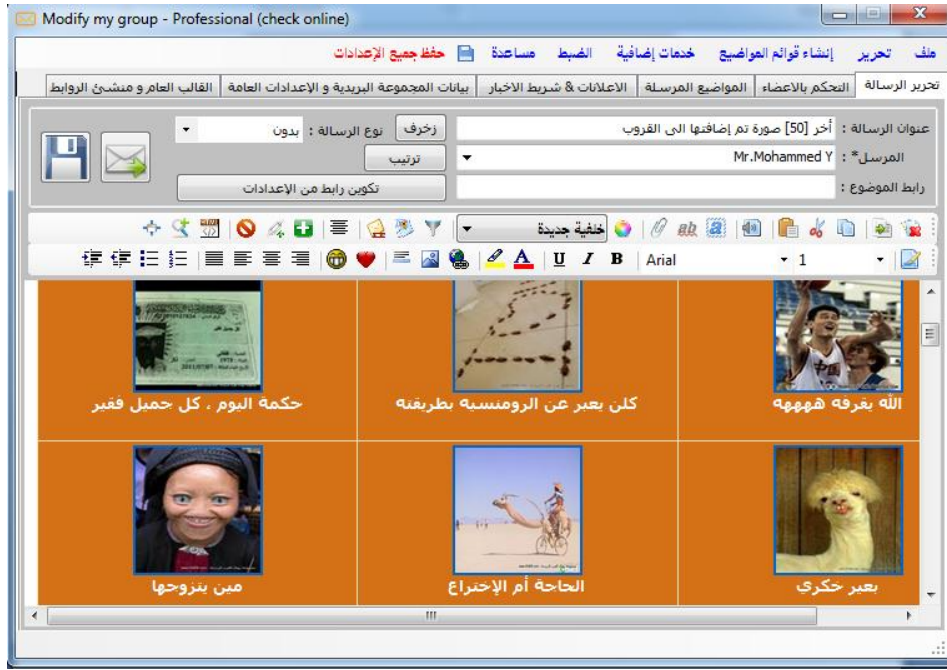 Modify my group - Professional (check online)
ملف تحرير إنشاء قوائم المواضيع خدمات إضافية الضبط مساعدة حفظ جميع الإعدادات
تحرير الرسالة التحكم بالاعضاء المواضيع المرسلة الاعلانات & شريط الاخبار بيانات المجموعة البريدية و الإعدادات العامة القالب العام و منشئ الروابط
عنوان الرسالة : أخر [50] صورة تم إضافتها الى القروب زخرف نوع الرسالة : بدون
المرسل* : Mr.Mohammed Y ترتيب
رابط الموضوع : تكوين رابط من الإعدادات
خلفية جديدة
U I B Arial 1
الله يقرفه هههههه
كلن يعبر عن الرومنسيه بطريقته
حكمة اليوم ، كل جميل فقير
بعير خكري
الحاجة أم الإختراع
مين يتزوجها